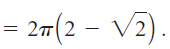 = 2π(2 − √2).